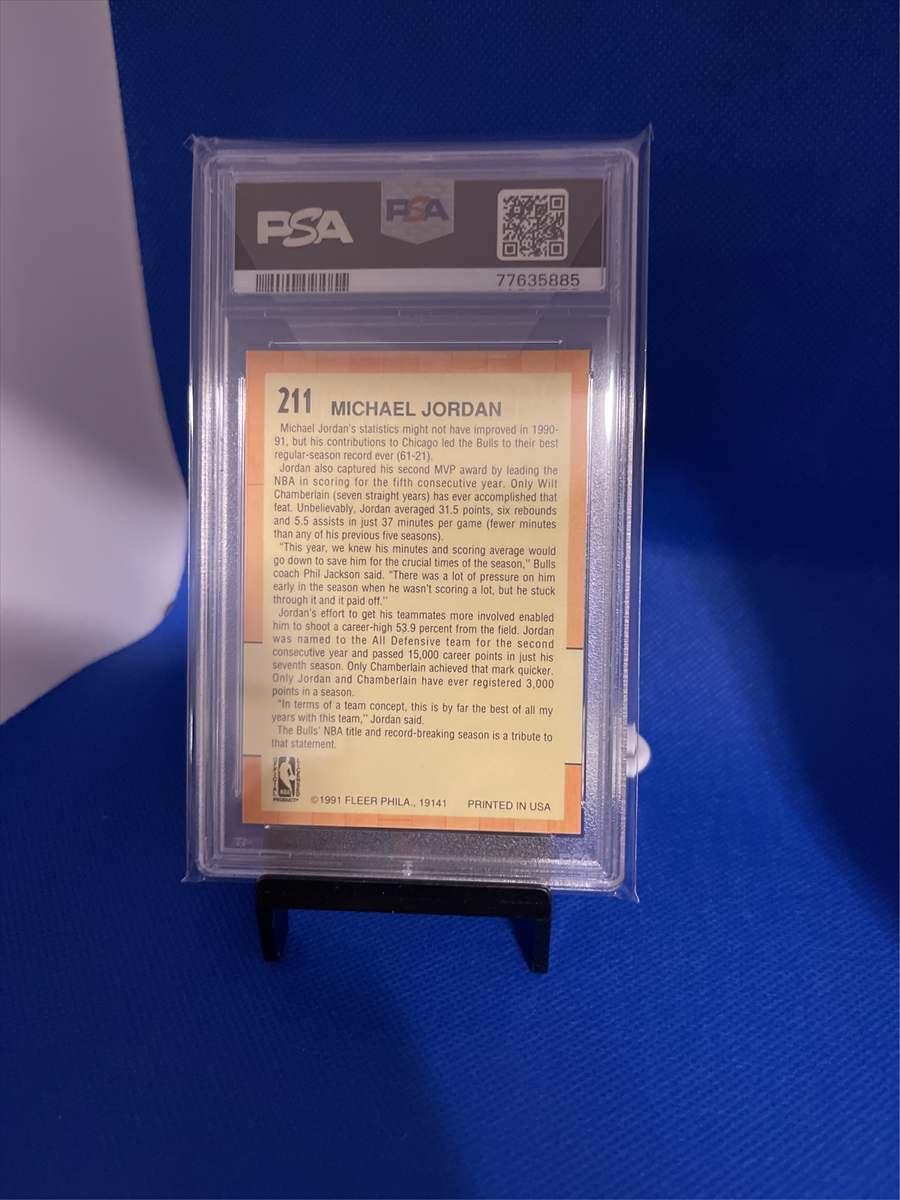 PSA
PSA
77635885
211 MICHAEL JORDAN
Michael Jordan's statistics might not have improved in 1990-
91, but his contributions to Chicago led the Bulls to their best
regular-season record ever (61-21).
Jordan also captured his second MVP award by leading the
NBA in scoring for the fifth consecutive year. Only Wilt
Chamberlain (seven straight years) has ever accomplished that
feat. Unbelievably, Jordan averaged 31.5 points, six rebounds
and 5.5 assists in just 37 minutes per game (fewer minutes
than any of his previous five seasons).
"This year, we knew his minutes and scoring average would
go down to save him for the crucial times of the season," Bulls
coach Phil Jackson said. "There was a lot of pressure on him
early in the season when he wasn't scoring a lot, but he stuck
through it and it paid off."
Jordan's effort to get his teammates more involved enabled
him to shoot a career-high 53.9 percent from the field. Jordan
was named to the All Defensive team for the second
consecutive year and passed 15,000 career points in just his
seventh season. Only Chamberlain achieved that mark quicker.
Only Jordan and Chamberlain have ever registered 3,000
points in a season.
"In terms of a team concept, this is by far the best of all my
years with this team," Jordan said.
The Bulls' NBA title and record-breaking season is a tribute to
that statement.
NBA
PRODUCT
©1991 FLEER PHILA., 19141 PRINTED IN USA